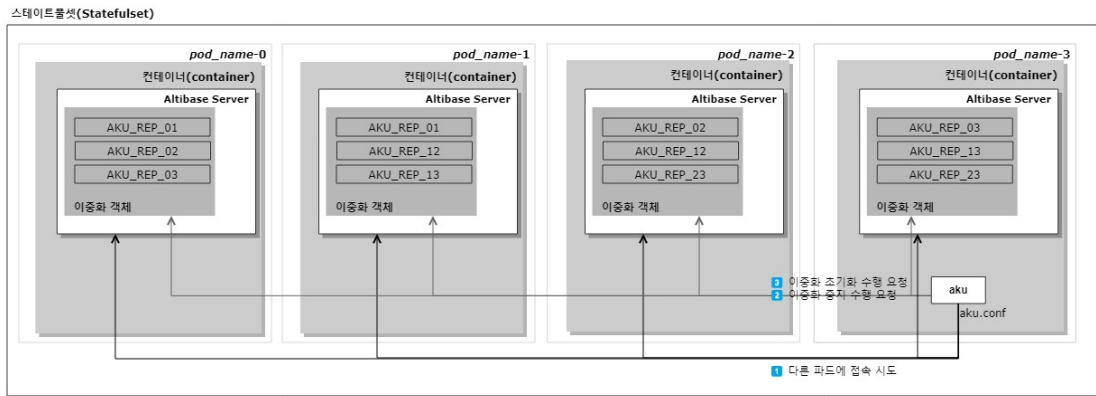 스테이트풀셋(Statefulset)
pod_name-0
컨테이너(container)
Altibase Server
AKU_REP_01
AKU_REP_02
AKU_REP_03
이중화 객체
pod_name-1
컨테이너(container)
Altibase Server
AKU_REP_01
AKU_REP_12
AKU_REP_13
이중화 객체
pod_name-2
컨테이너(container)
Altibase Server
AKU_REP_02
AKU_REP_12
AKU_REP_23
이중화 객체
pod_name-3
컨테이너(container)
Altibase Server
AKU_REP_03
AKU_REP_13
AKU_REP_23
이중화 객체
3 이중화 초기화 수행 요청
2 이중화 중지 수행 요청
aku
aku.conf
1 다른 파드에 접속 시도